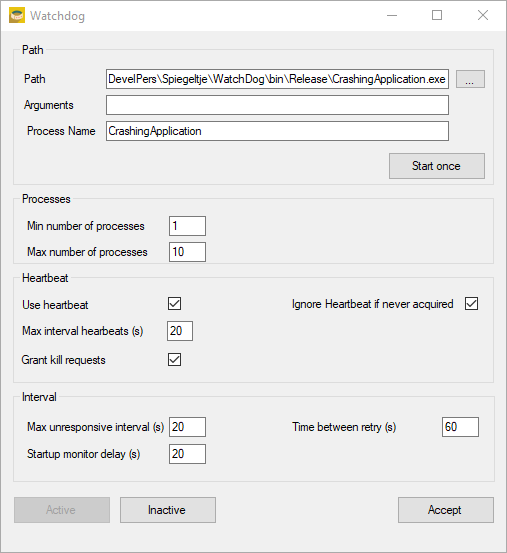 Watchdog
Path
Path DevelPers\Spiegeltje\WatchDog\bin\Release\CrashingApplication.exe ...
Arguments
Process Name CrashingApplication
Start once
Processes
Min number of processes 1
Max number of processes 10
Heartbeat
Use heartbeat Ignore Heartbeat if never acquired
Max interval hearbeats (s) 20
Grant kill requests
Interval
Max unresponsive interval (s) 20 Time between retry (s) 60
Startup monitor delay (s) 20
Active Inactive Accept